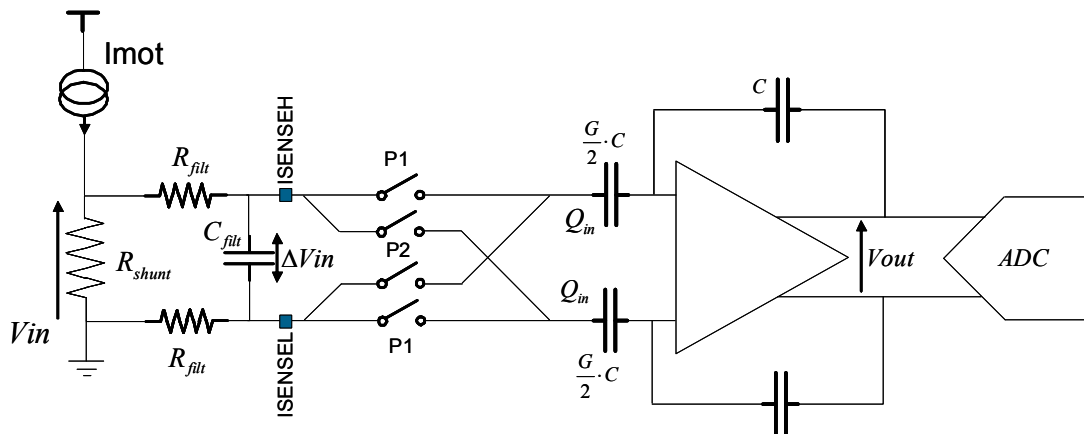 Imot
R_filt
ISENSEH
P1
G/2 · C
C
Q_in
R_shunt
C_filt
ΔVin
P2
Vin
Vout
ADC
Q_in
P1
R_filt
ISENSEL
G/2 · C